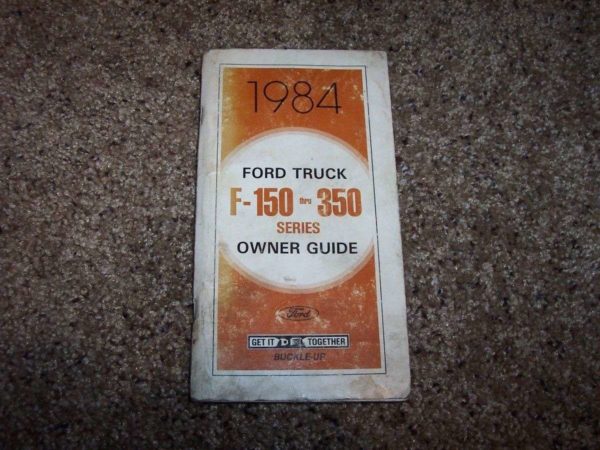 1984
FORD TRUCK
F-150 thru 350
SERIES
OWNER GUIDE
Ford
GET IT TOGETHER
BUCKLE-UP